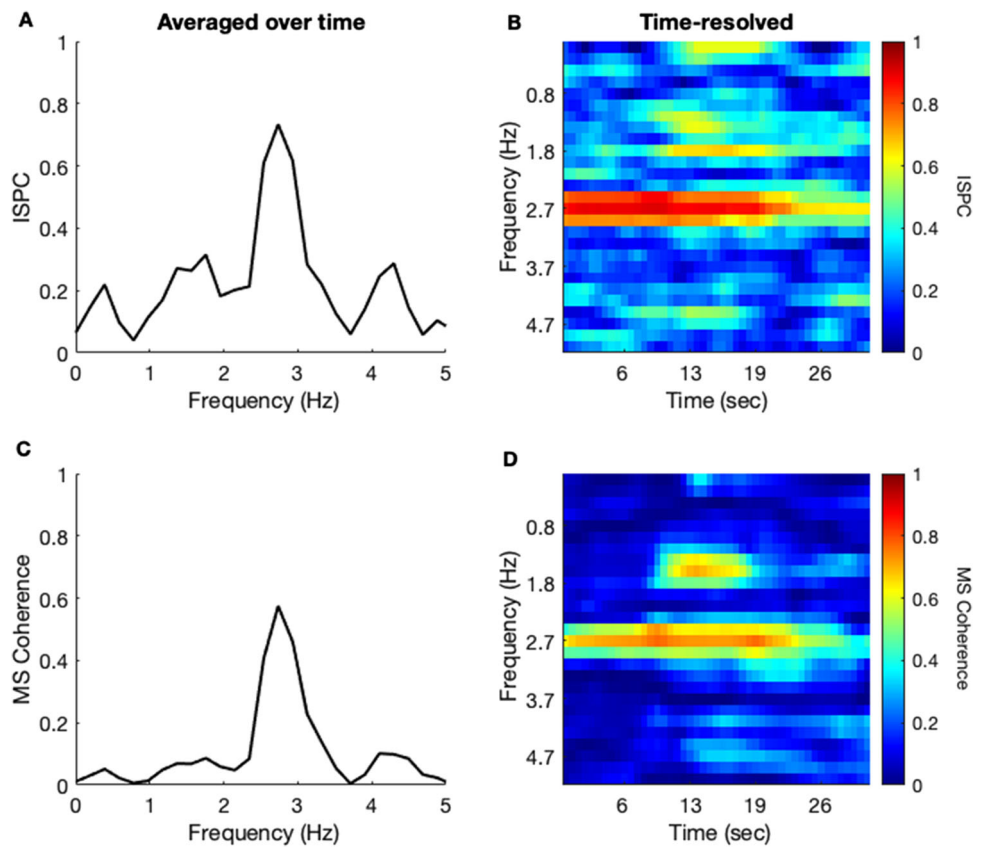 A
Averaged over time
1
0.8
0.6
0.4
0.2
0
ISPC
0 1 2 3 4 5
Frequency (Hz)
B
Time-resolved
0.8
1.8
2.7
3.7
4.7
Frequency (Hz)
6 13 19 26
Time (sec)
1
0.8
0.6
0.4
0.2
0
ISPC
C
1
0.8
0.6
0.4
0.2
0
MS Coherence
0 1 2 3 4 5
Frequency (Hz)
D
0.8
1.8
2.7
3.7
4.7
Frequency (Hz)
6 13 19 26
Time (sec)
1
0.8
0.6
0.4
0.2
0
MS Coherence